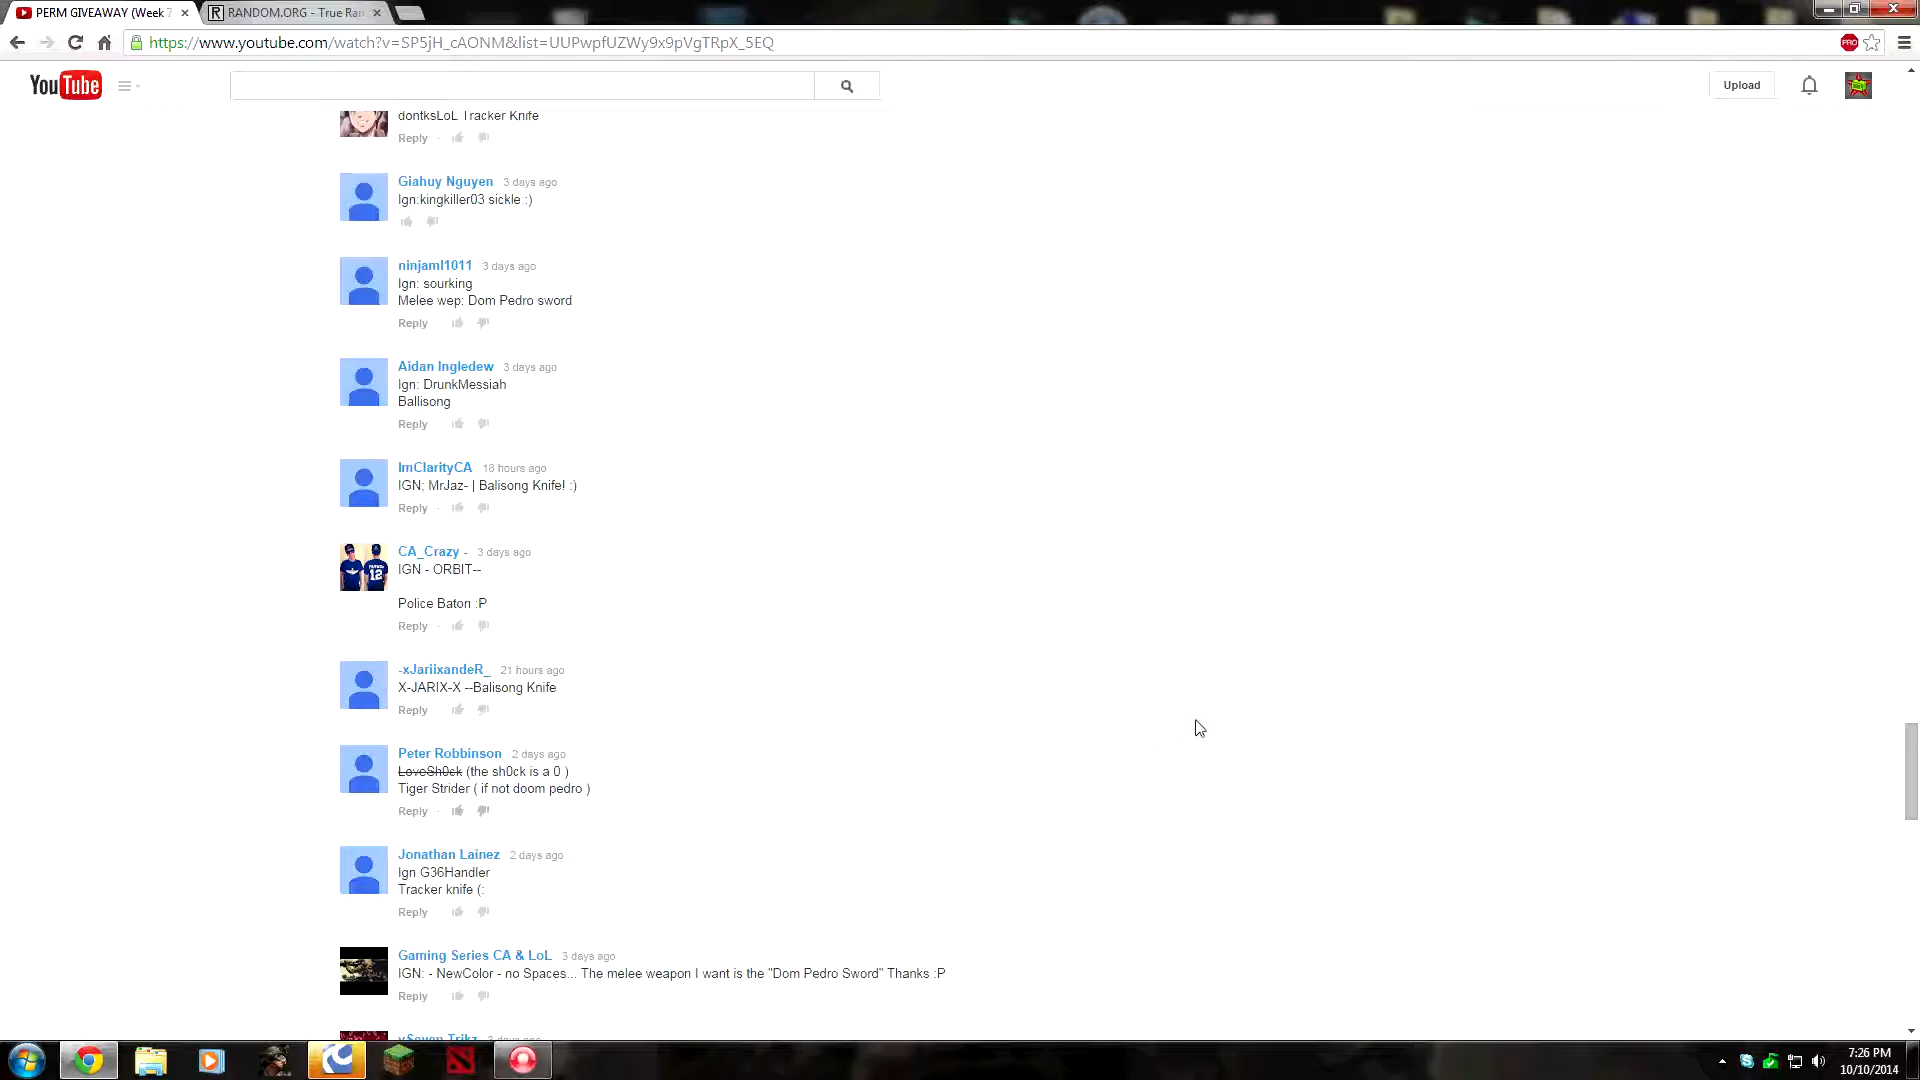 PERM GIVEAWAY (Week 7
RANDOM.ORG - True Ran
https://www.youtube.com/watch?v=SP5jH_cAONM&list=UUPwpfUZWy9x9pVgTRpX_5EQ
PRO
YouTube
Upload
dontksLoL Tracker Knife
Reply ·
Giahuy Nguyen 3 days ago
Ign:kingkiller03 sickle :)
ninjaml1011 3 days ago
Ign: sourking
Melee wep: Dom Pedro sword
Reply
Aidan Ingledew 3 days ago
Ign: DrunkMessiah
Ballisong
Reply
ImClarityCA 18 hours ago
IGN; MrJaz- | Balisong Knife! :)
Reply ·
CA_Crazy - 3 days ago
IGN - ORBIT--
Police Baton :P
Reply ·
-xJariixandeR_ 21 hours ago
X-JARIX-X --Balisong Knife
Reply
Peter Robbinson 2 days ago
LoveSh0ck (the sh0ck is a 0 )
Tiger Strider ( if not doom pedro )
Reply ·
Jonathan Lainez 2 days ago
Ign G36Handler
Tracker knife (:
Reply
Gaming Series CA & LoL 3 days ago
IGN: - NewColor - no Spaces... The melee weapon I want is the "Dom Pedro Sword" Thanks :P
Reply
vSeven Trikz 3 days ago
7:26 PM
10/10/2014